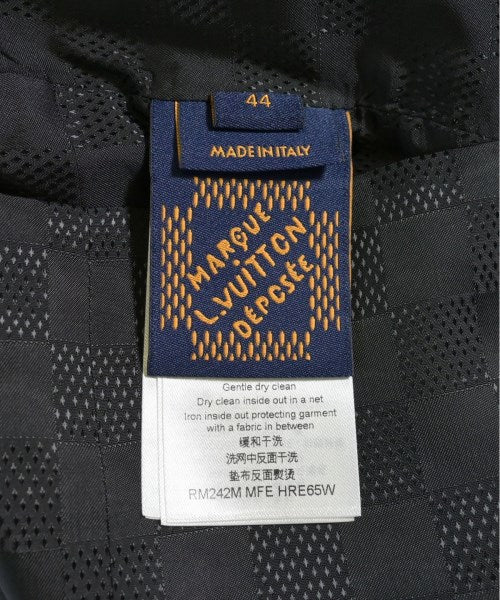 44
MADE IN ITALY
MARQUE
L.VUITTON
DÉPOSÉE
Gentle dry clean
Dry clean inside out in a net
Iron inside out protecting garment
with a fabric in between
缓和干洗
洗网中反面干洗
垫布反面熨烫
RM242M MFE HRE65W